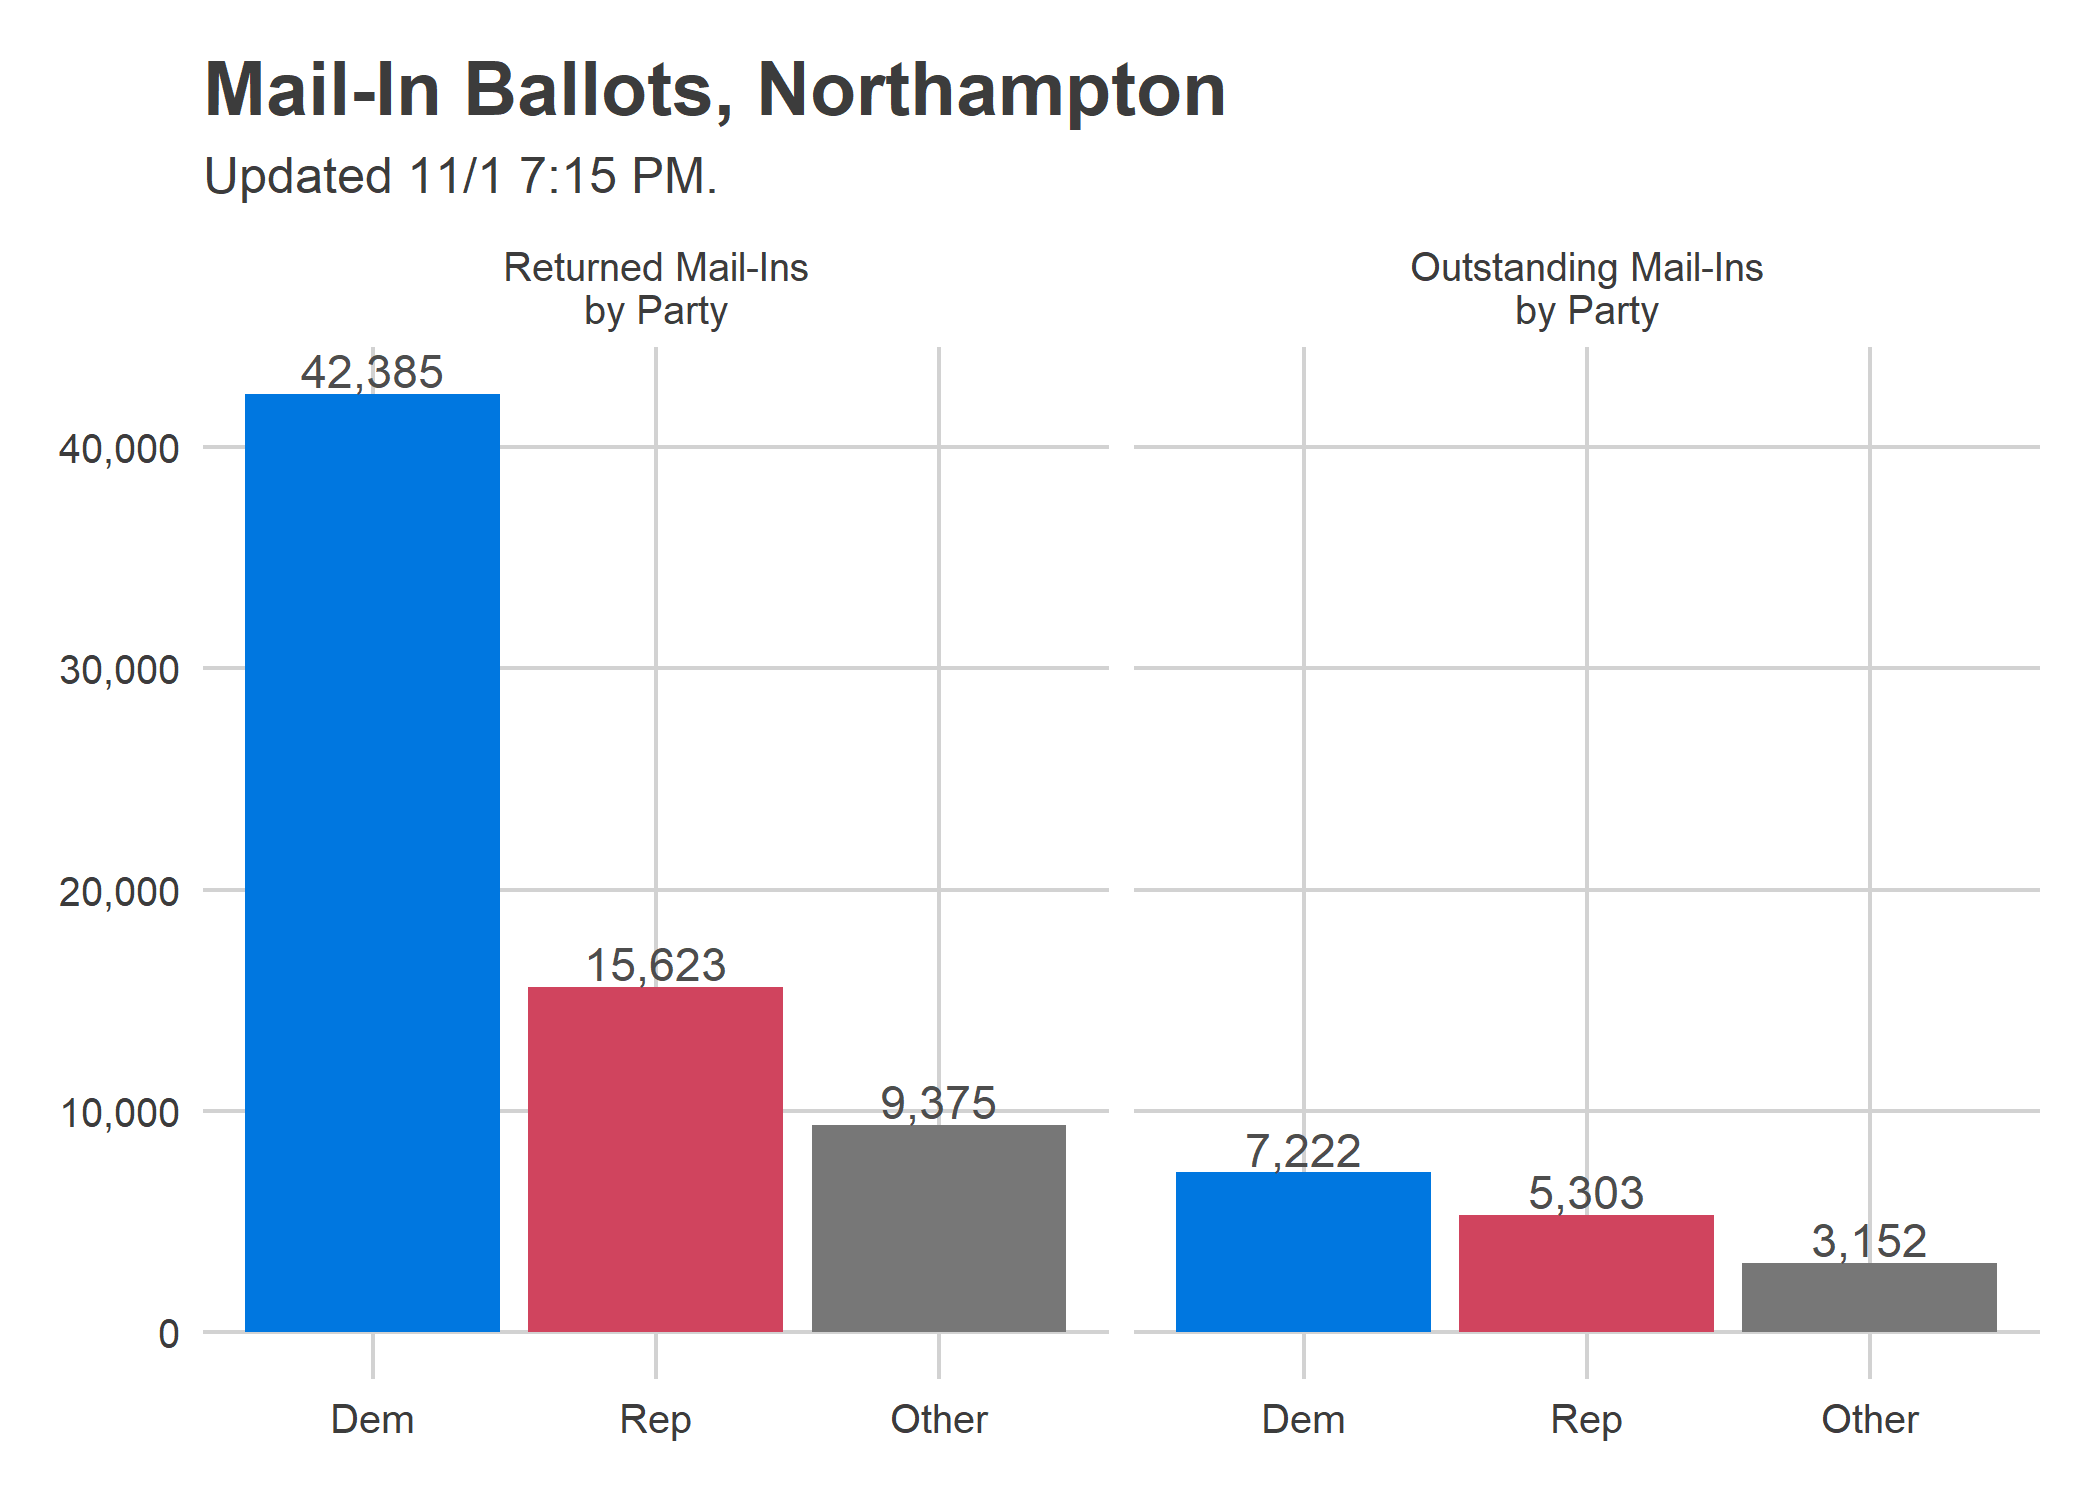 Mail-In Ballots, Northampton
Updated 11/1 7:15 PM.
Returned Mail-Ins
by Party
Outstanding Mail-Ins
by Party
40,000
30,000
20,000
10,000
0
42,385
15,623
9,375
7,222
5,303
3,152
Dem
Rep
Other
Dem
Rep
Other